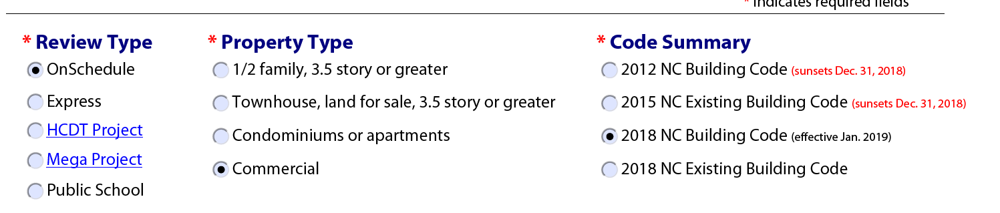 * Indicates required fields
* Review Type
OnSchedule
Express
HCDT Project
Mega Project
Public School
* Property Type
1/2 family, 3.5 story or greater
Townhouse, land for sale, 3.5 story or greater
Condominiums or apartments
Commercial
* Code Summary
2012 NC Building Code (sunsets Dec. 31, 2018)
2015 NC Existing Building Code (sunsets Dec. 31, 2018)
2018 NC Building Code (effective Jan. 2019)
2018 NC Existing Building Code